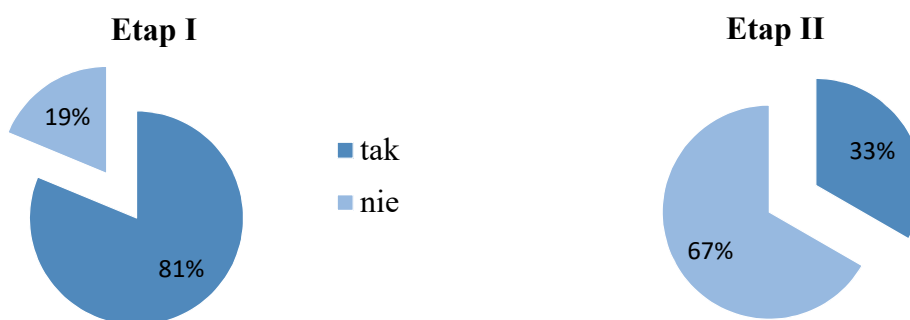 Etap I
19%
81%
tak
nie
Etap II
33%
67%